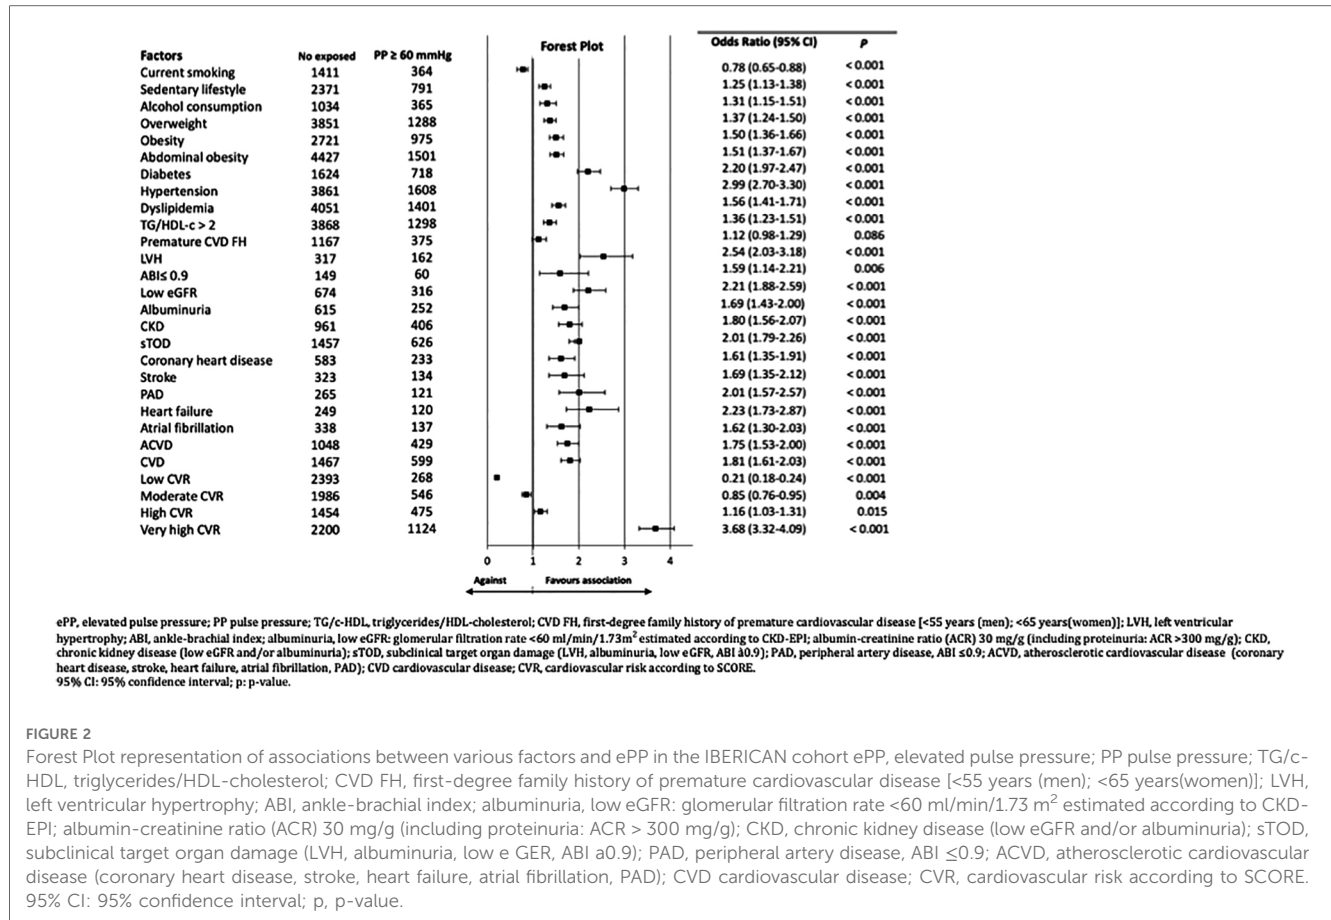 Forest Plot
Odds Ratio (95% CI) P
Factors No exposed PP ≥ 60 mmHg
Current smoking 1411 364 0.78 (0.65-0.88) < 0.001
Sedentary lifestyle 2371 791 1.25 (1.13-1.38) < 0.001
Alcohol consumption 1034 365 1.31 (1.15-1.51) < 0.001
Overweight 3851 1288 1.37 (1.24-1.50) < 0.001
Obesity 2721 975 1.50 (1.36-1.66) < 0.001
Abdominal obesity 4427 1501 1.51 (1.37-1.67) < 0.001
Diabetes 1624 718 2.20 (1.97-2.47) < 0.001
Hypertension 3861 1608 2.99 (2.70-3.30) < 0.001
Dyslipidemia 4051 1401 1.56 (1.41-1.71) < 0.001
TG/HDL-c > 2 3868 1298 1.36 (1.23-1.51) < 0.001
Premature CVD FH 1167 375 1.12 (0.98-1.29) 0.086
LVH 317 162 2.54 (2.03-3.18) < 0.001
ABI≤ 0.9 149 60 1.59 (1.14-2.21) 0.006
Low eGFR 674 316 2.21 (1.88-2.59) < 0.001
Albuminuria 615 252 1.69 (1.43-2.00) < 0.001
CKD 961 406 1.80 (1.56-2.07) < 0.001
sTOD 1457 626 2.01 (1.79-2.26) < 0.001
Coronary heart disease 583 233 1.61 (1.35-1.91) < 0.001
Stroke 323 134 1.69 (1.35-2.12) < 0.001
PAD 265 121 2.01 (1.57-2.57) < 0.001
Heart failure 249 120 2.23 (1.73-2.87) < 0.001
Atrial fibrillation 338 137 1.62 (1.30-2.03) < 0.001
ACVD 1048 429 1.75 (1.53-2.00) < 0.001
CVD 1467 599 1.81 (1.61-2.03) < 0.001
Low CVR 2393 268 0.21 (0.18-0.24) < 0.001
Moderate CVR 1986 546 0.85 (0.76-0.95) 0.004
High CVR 1454 475 1.16 (1.03-1.31) 0.015
Very high CVR 2200 1124 3.68 (3.32-4.09) < 0.001
0 1 2 3 4
Against Favours association
ePP, elevated pulse pressure; PP pulse pressure; TG/c-HDL, triglycerides/HDL-cholesterol; CVD FH, first-degree family history of premature cardiovascular disease [<55 years (men); <65 years(women)]; LVH, left ventricular
hypertrophy; ABI, ankle-brachial index; albuminuria, low eGFR: glomerular filtration rate <60 ml/min/1.73m² estimated according to CKD-EPI; albumin-creatinine ratio (ACR) 30 mg/g (including proteinuria: ACR >300 mg/g); CKD,
chronic kidney disease (low eGFR and/or albuminuria); sTOD, subclinical target organ damage (LVH, albuminuria, low eGFR, ABI à0.9); PAD, peripheral artery disease, ABI ≤0.9; ACVD, atherosclerotic cardiovascular disease (coronary
heart disease, stroke, heart failure, atrial fibrillation, PAD); CVD cardiovascular disease; CVR, cardiovascular risk according to SCORE.
95% CI: 95% confidence interval; p: p-value.
FIGURE 2
Forest Plot representation of associations between various factors and ePP in the IBERICAN cohort ePP, elevated pulse pressure; PP pulse pressure; TG/c-
HDL, triglycerides/HDL-cholesterol; CVD FH, first-degree family history of premature cardiovascular disease [<55 years (men); <65 years(women)]; LVH,
left ventricular hypertrophy; ABI, ankle-brachial index; albuminuria, low eGFR: glomerular filtration rate <60 ml/min/1.73 m² estimated according to CKD-
EPI; albumin-creatinine ratio (ACR) 30 mg/g (including proteinuria: ACR > 300 mg/g); CKD, chronic kidney disease (low eGFR and/or albuminuria); sTOD,
subclinical target organ damage (LVH, albuminuria, low e GER, ABI a0.9); PAD, peripheral artery disease, ABI ≤0.9; ACVD, atherosclerotic cardiovascular
disease (coronary heart disease, stroke, heart failure, atrial fibrillation, PAD); CVD cardiovascular disease; CVR, cardiovascular risk according to SCORE.
95% CI: 95% confidence interval; p, p-value.